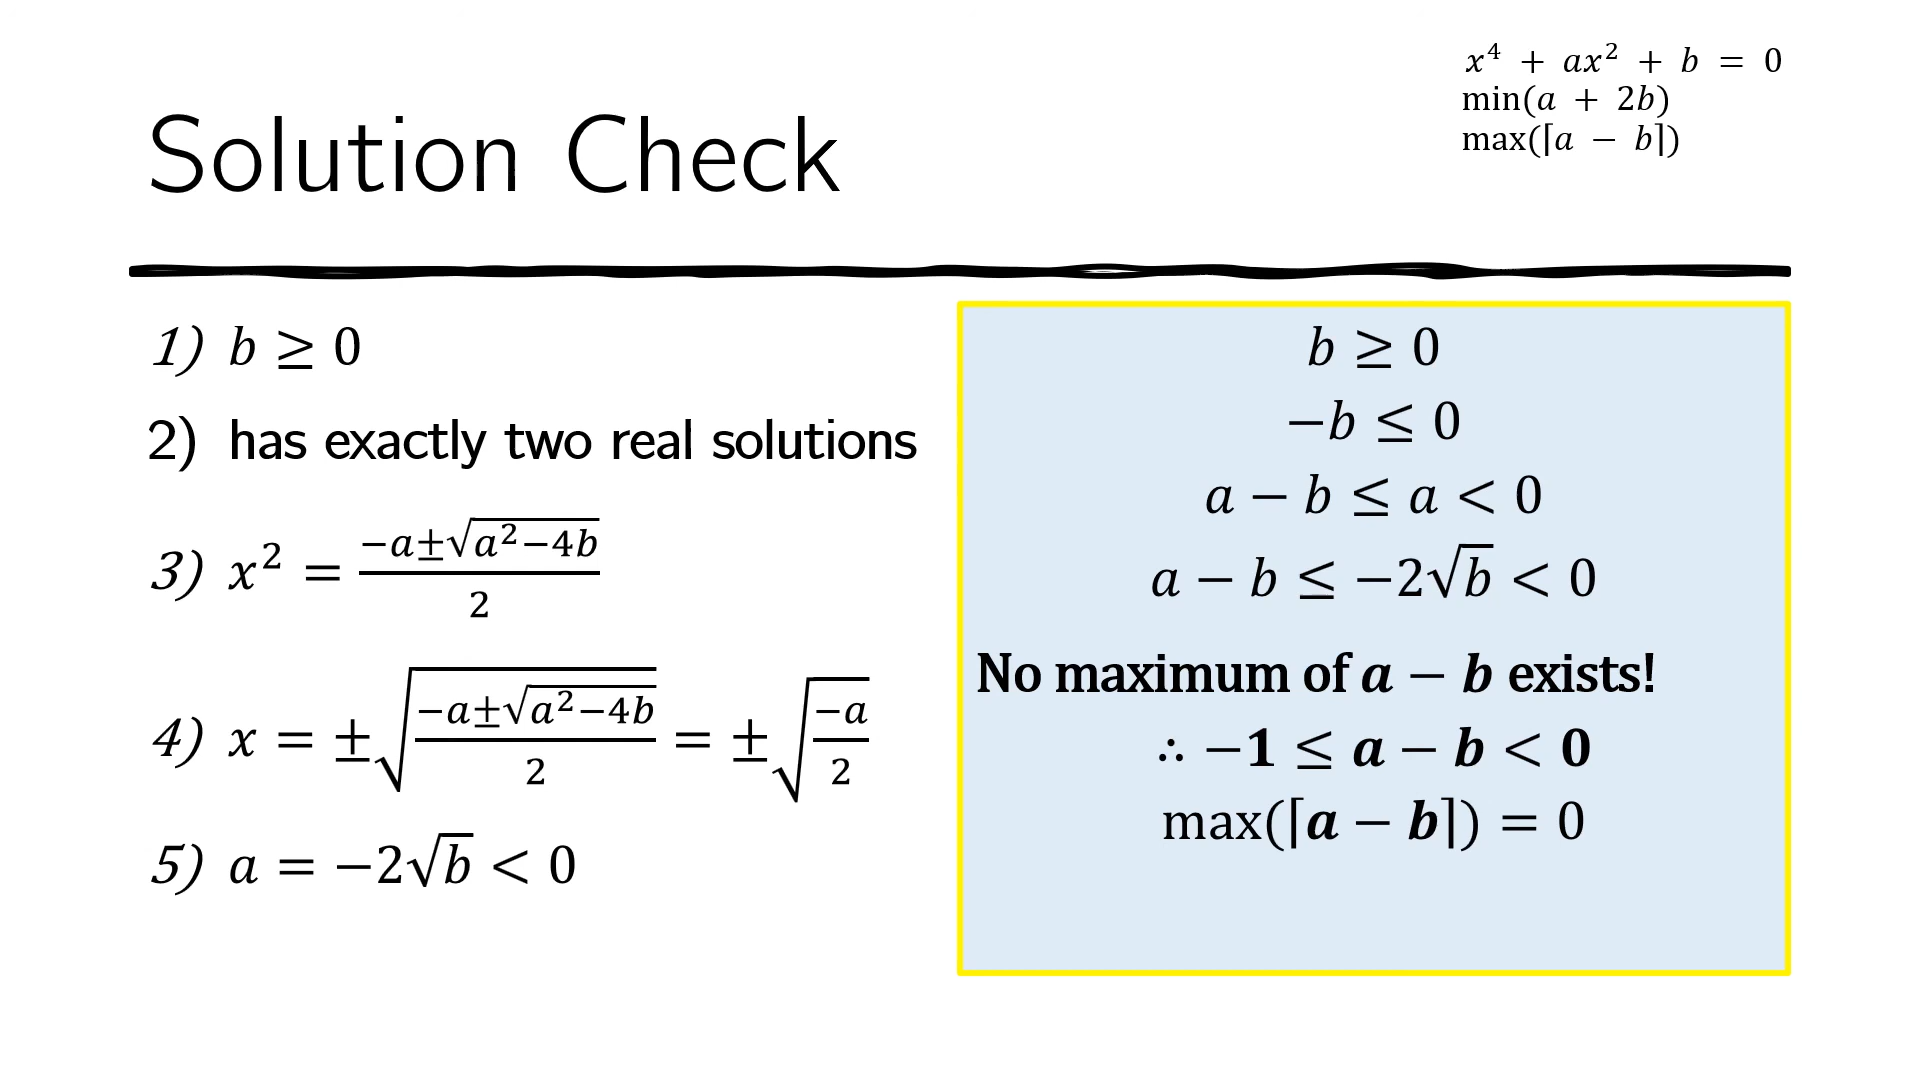 x⁴ + ax² + b = 0
min(a + 2b)
max(⌈a − b⌉)
Solution Check
1) b ≥ 0
2) has exactly two real solutions
3) x² = (−a±√(a²−4b))/2
4) x = ±√((−a±√(a²−4b))/2) = ±√(−a/2)
5) a = −2√b < 0
b ≥ 0
−b ≤ 0
a − b ≤ a < 0
a − b ≤ −2√b < 0
No maximum of a − b exists!
∴ −1 ≤ a − b < 0
max(⌈a − b⌉) = 0